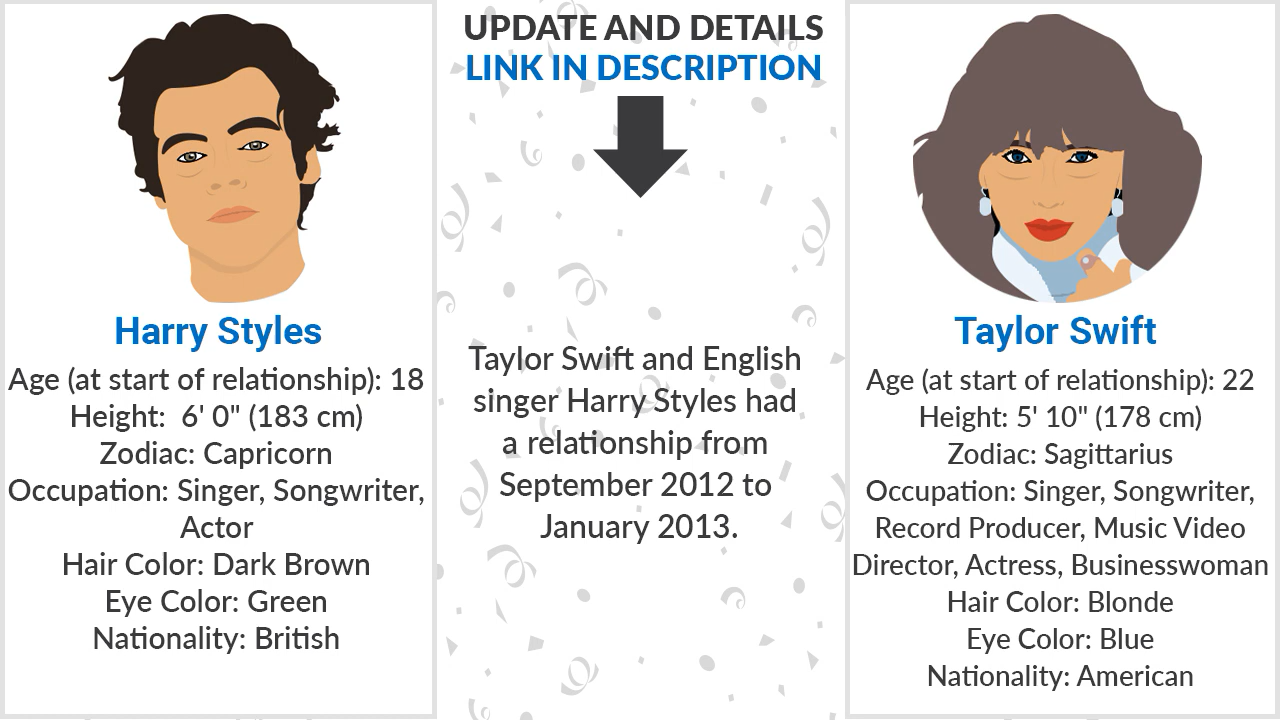 Harry Styles
Age (at start of relationship): 18
Height: 6' 0" (183 cm)
Zodiac: Capricorn
Occupation: Singer, Songwriter,
Actor
Hair Color: Dark Brown
Eye Color: Green
Nationality: British
UPDATE AND DETAILS
LINK IN DESCRIPTION
Taylor Swift and English
singer Harry Styles had
a relationship from
September 2012 to
January 2013.
Taylor Swift
Age (at start of relationship): 22
Height: 5' 10" (178 cm)
Zodiac: Sagittarius
Occupation: Singer, Songwriter,
Record Producer, Music Video
Director, Actress, Businesswoman
Hair Color: Blonde
Eye Color: Blue
Nationality: American